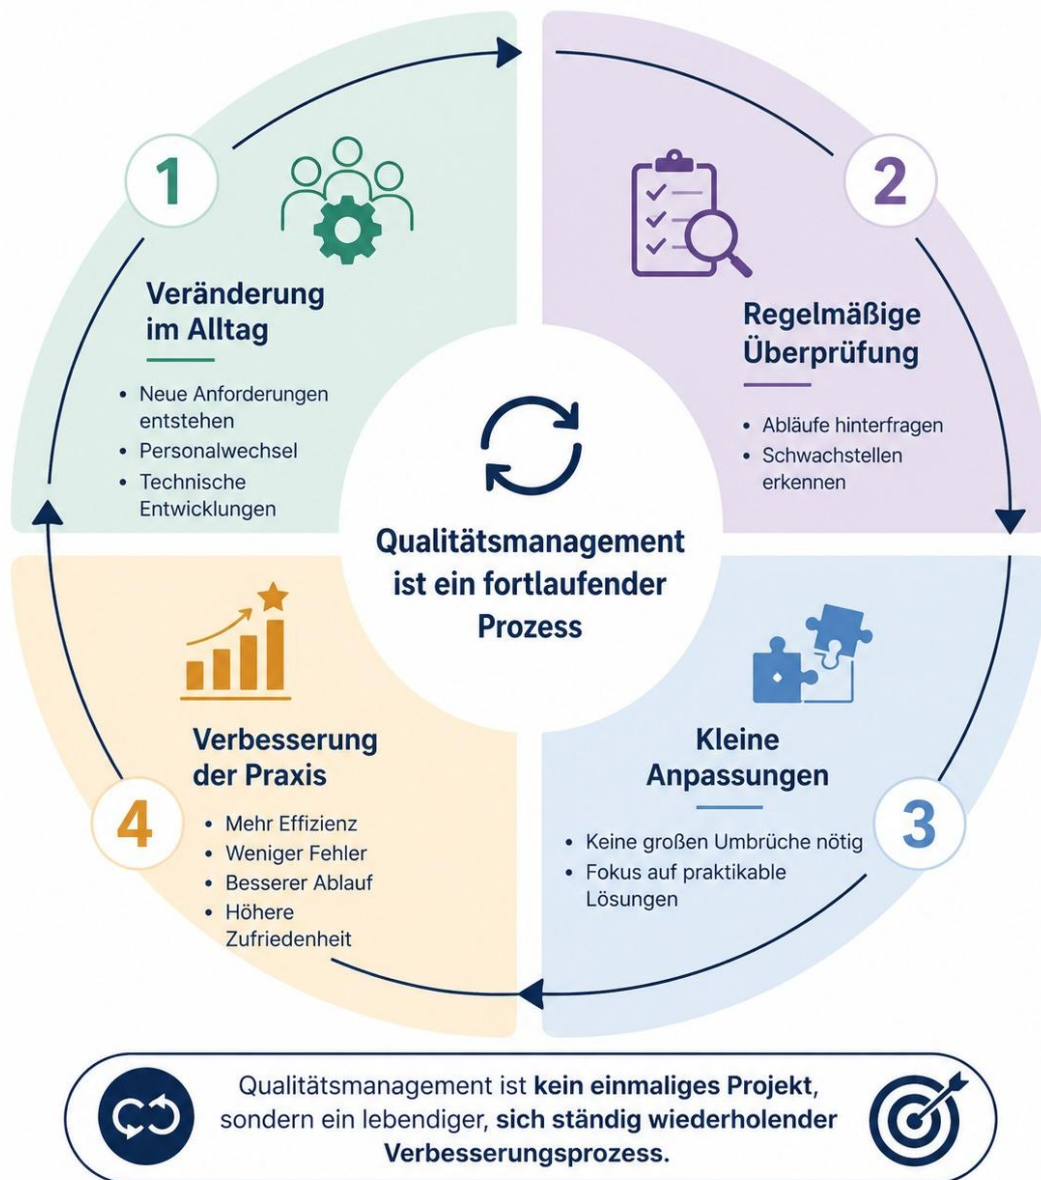 1
Veränderung
im Alltag
• Neue Anforderungen
entstehen
• Personalwechsel
• Technische
Entwicklungen
2
Regelmäßige
Überprüfung
• Abläufe hinterfragen
• Schwachstellen
erkennen
Qualitätsmanagement
ist ein fortlaufender
Prozess
3
Kleine
Anpassungen
• Keine großen Umbrüche nötig
• Fokus auf praktikable
Lösungen
4
Verbesserung
der Praxis
• Mehr Effizienz
• Weniger Fehler
• Besserer Ablauf
• Höhere
Zufriedenheit
Qualitätsmanagement ist kein einmaliges Projekt,
sondern ein lebendiger, sich ständig wiederholender
Verbesserungsprozess.